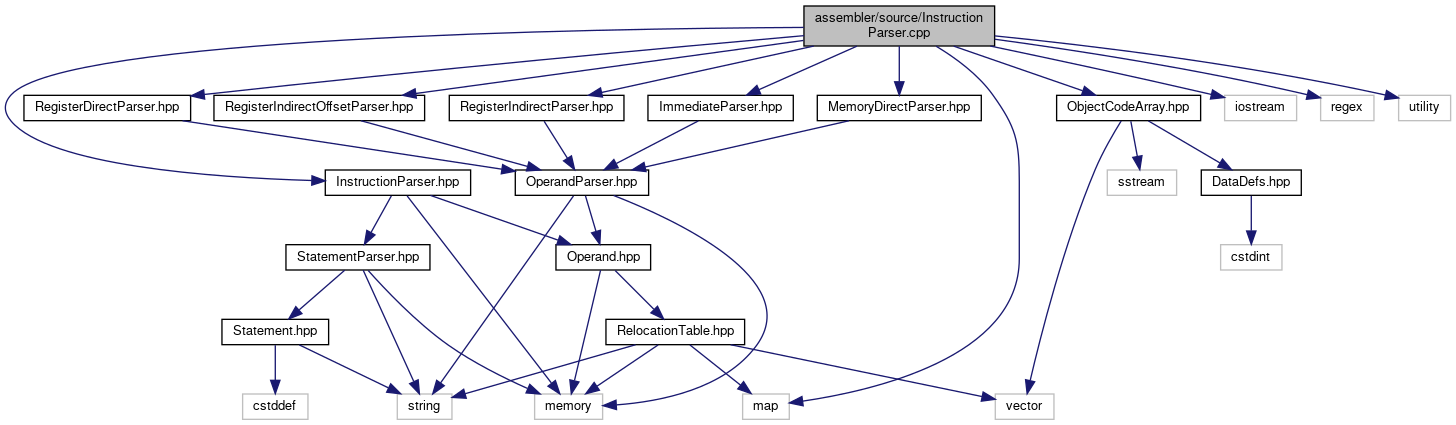 assembler/source/Instruction
Parser.cpp
RegisterDirectParser.hpp
RegisterIndirectOffsetParser.hpp
RegisterIndirectParser.hpp
ImmediateParser.hpp
MemoryDirectParser.hpp
ObjectCodeArray.hpp
iostream
regex
utility
InstructionParser.hpp
OperandParser.hpp
sstream
DataDefs.hpp
StatementParser.hpp
Operand.hpp
cstdint
Statement.hpp
RelocationTable.hpp
cstddef
string
memory
map
vector